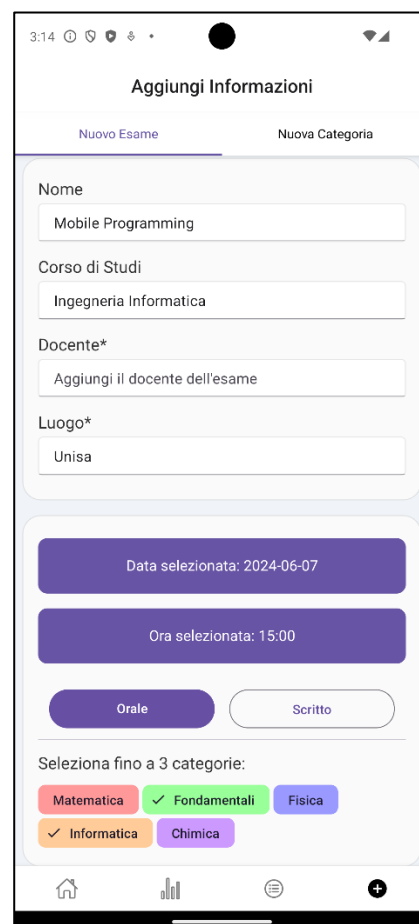 3:14
Aggiungi Informazioni
Nuovo Esame Nuova Categoria
Nome
Mobile Programming
Corso di Studi
Ingegneria Informatica
Docente*
Aggiungi il docente dell'esame
Luogo*
Unisa
Data selezionata: 2024-06-07
Ora selezionata: 15:00
Orale Scritto
Seleziona fino a 3 categorie:
Matematica Fondamentali Fisica
Informatica Chimica